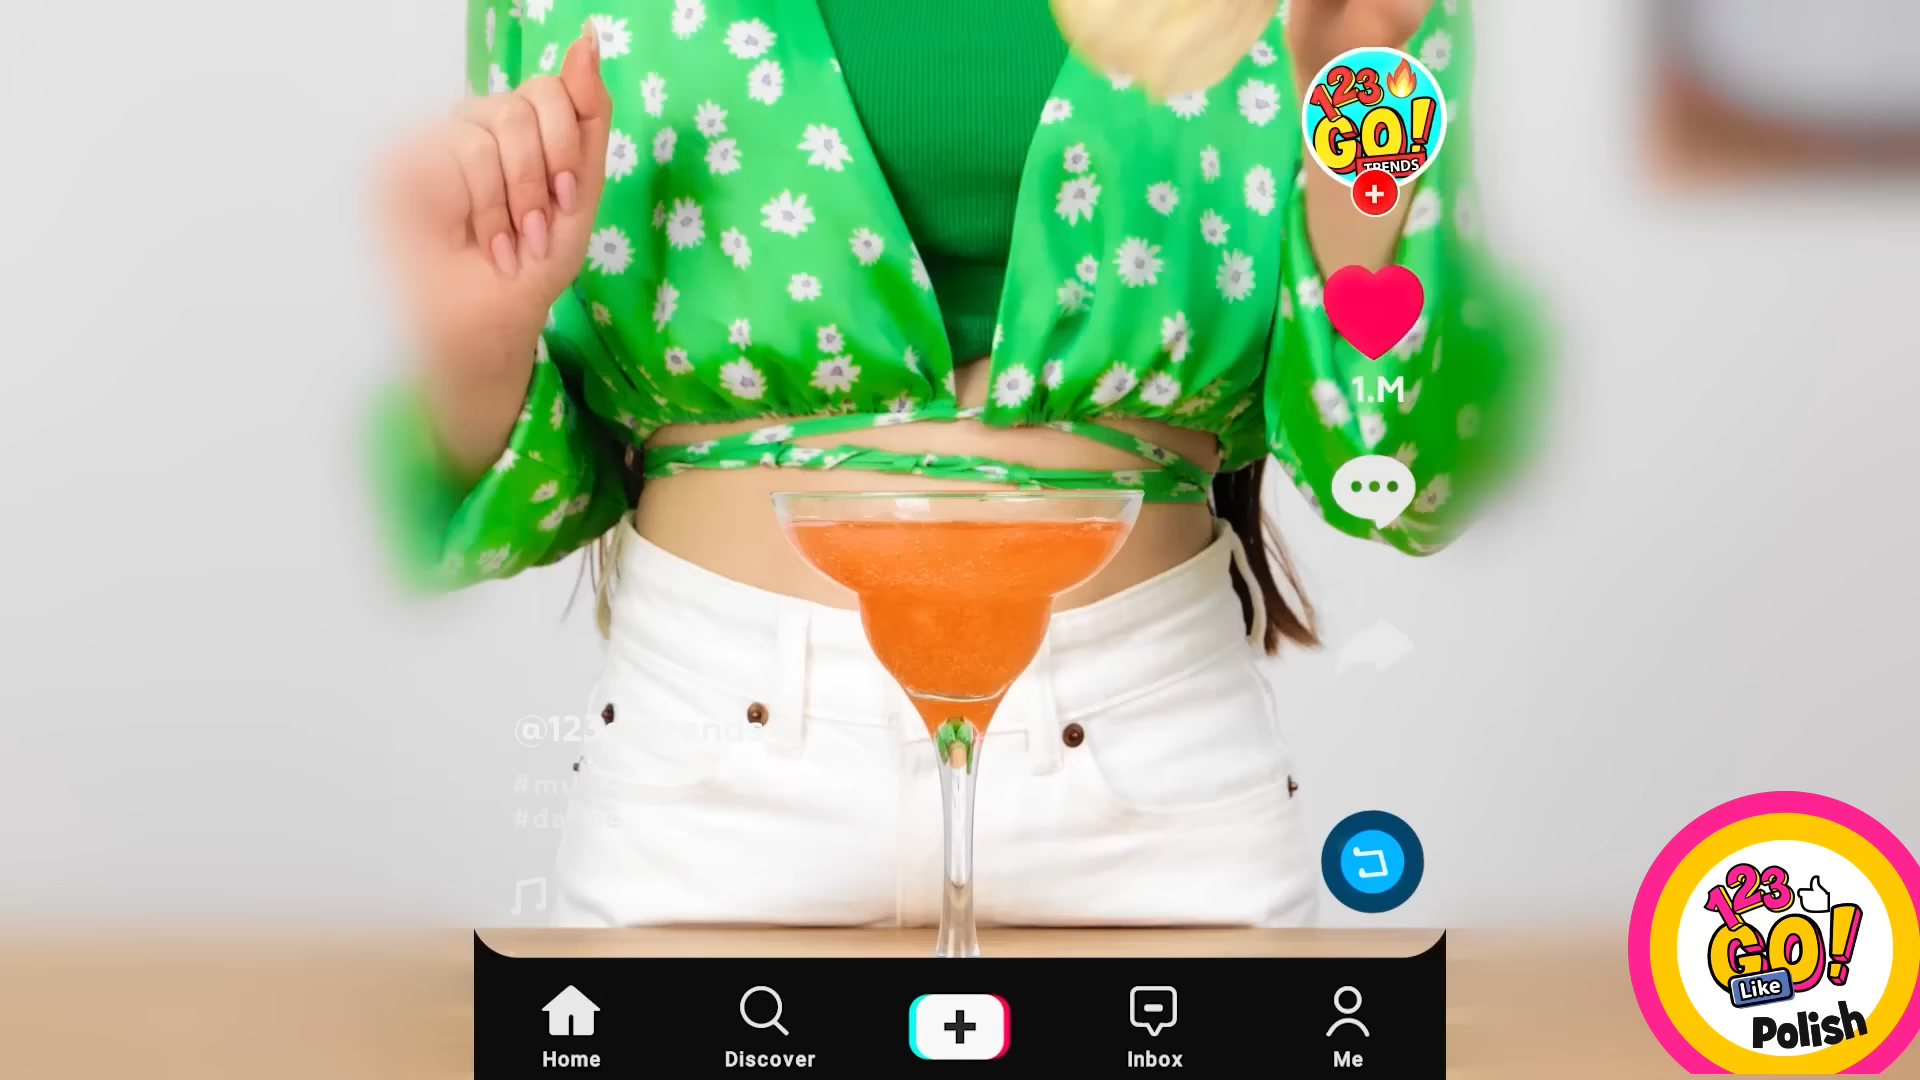 123
GO!
TRENDS
1.M
Home
Discover
Inbox
Me
123
GO!
Like
Polish